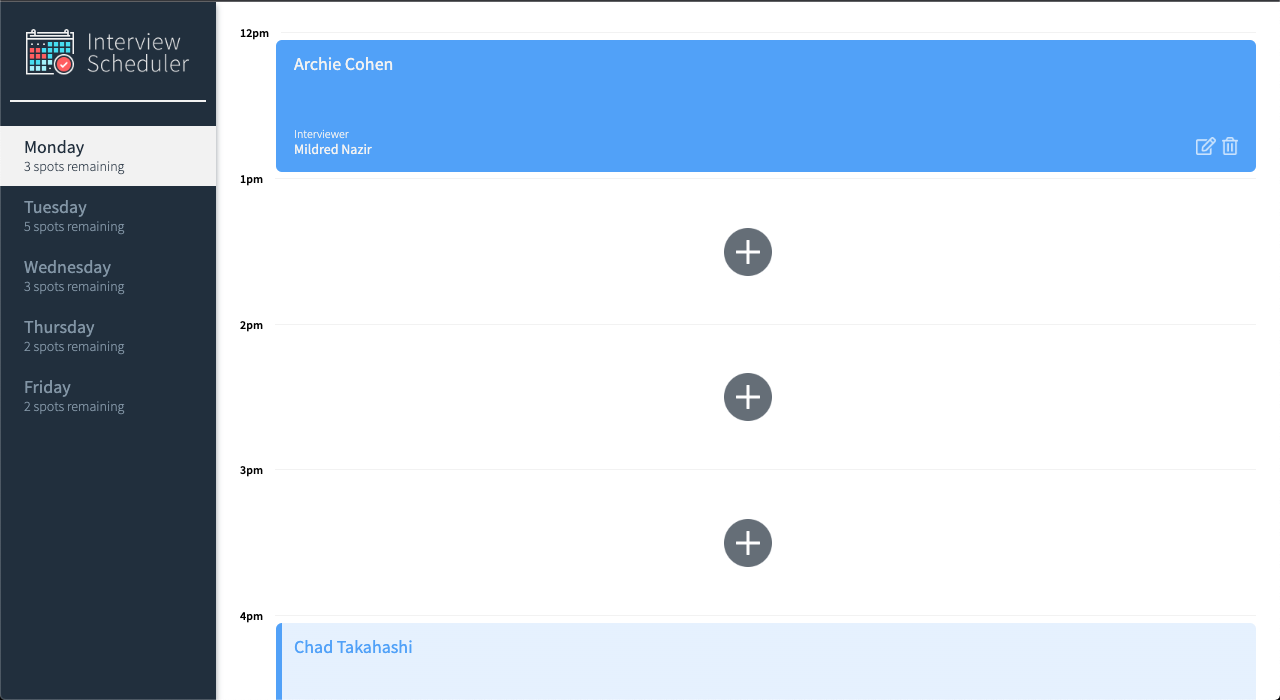 Interview
Scheduler
Monday
3 spots remaining
Tuesday
5 spots remaining
Wednesday
3 spots remaining
Thursday
2 spots remaining
Friday
2 spots remaining
12pm
Archie Cohen
Interviewer
Mildred Nazir
1pm
2pm
3pm
4pm
Chad Takahashi